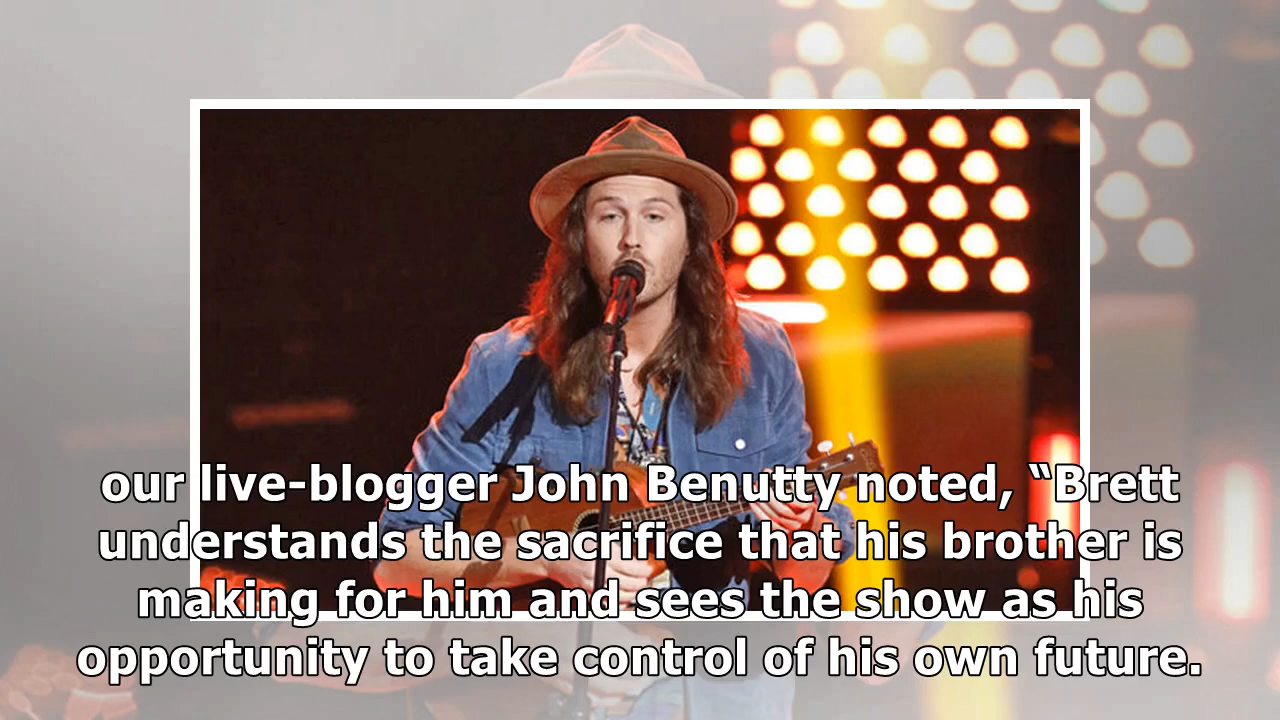 our live-blogger John Benutty noted, “Brett
understands the sacrifice that his brother is
making for him and sees the show as his
opportunity to take control of his own future.